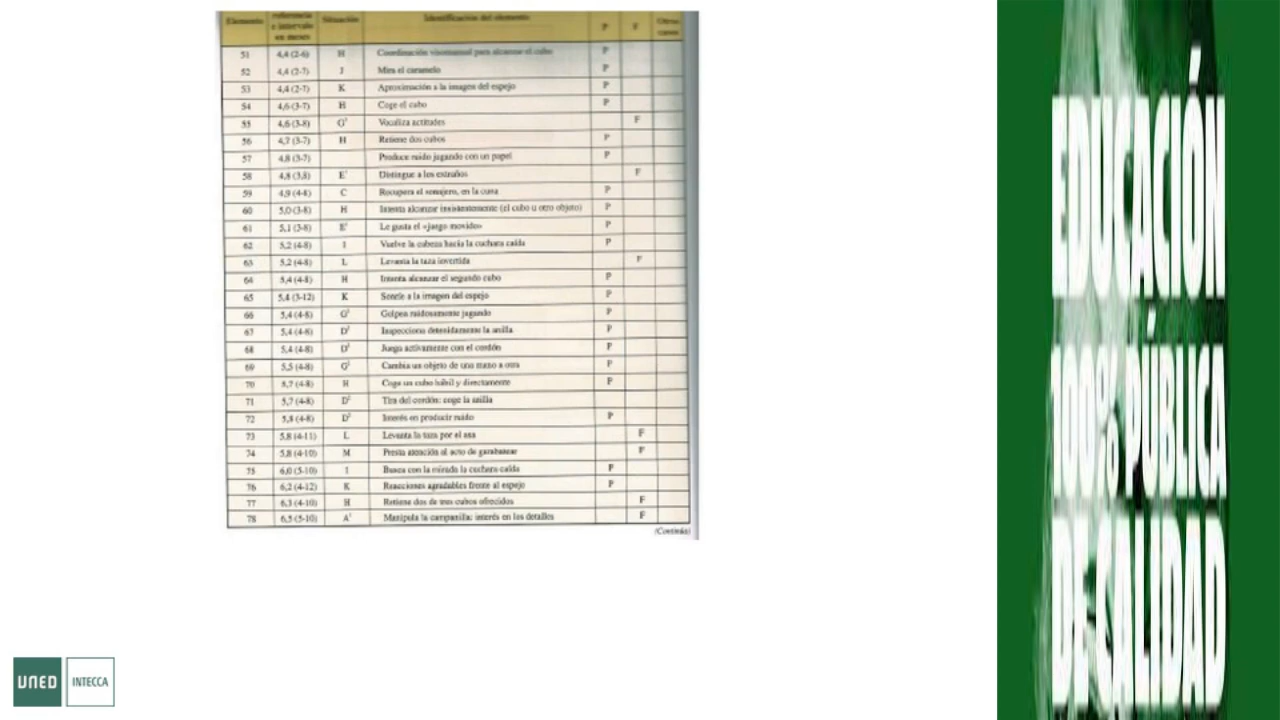 Elemento referencia e intervalo en meses Situación Identificación del elemento P F Otros casos
51 4,4 (2-6) H Coordinación visomanual para alcanzar el cubo P
52 4,4 (2-7) J Mira el caramelo P
53 4,4 (2-7) K Aproximación a la imagen del espejo P
54 4,6 (3-7) H Coge el cubo P
55 4,6 (3-8) G' Vocaliza actitudes F
56 4,7 (3-7) H Retiene dos cubos P
57 4,8 (3-7) Produce ruido jugando con un papel P
58 4,8 (3,8) E' Distingue a los extraños F
59 4,9 (4-8) C Recupera el sonajero, en la cuna P
60 5,0 (3-8) H Intenta alcanzar insistentemente (el cubo u otro objeto) P
61 5,1 (3-8) E' Le gusta el «juego movido» P
62 5,2 (4-8) I Vuelve la cabeza hacia la cuchara caída P
63 5,2 (4-8) L Levanta la taza invertida F
64 5,4 (4-8) H Intenta alcanzar el segundo cubo P
65 5,4 (3-12) K Sonríe a la imagen del espejo P
66 5,4 (4-8) G' Golpea ruidosamente jugando P
67 5,4 (4-8) D' Inspecciona detenidamente la anilla P
68 5,4 (4-8) D' Juega activamente con el cordón P
69 5,5 (4-8) G' Cambia un objeto de una mano a otra P
70 5,7 (4-8) H Coge un cubo hábil y directamente P
71 5,7 (4-8) D' Tira del cordón: coge la anilla
72 5,8 (4-8) D' Interés en producir ruido P
73 5,8 (4-11) L Levanta la taza por el asa F
74 5,8 (4-10) M Presta atención al acto de garabatear F
75 6,0 (5-10) I Busca con la mirada la cuchara caída P
76 6,2 (4-12) K Reacciones agradables frente al espejo P
77 6,3 (4-10) H Retiene dos de tres cubos ofrecidos F
78 6,5 (5-10) A' Manipula la campanilla: interés en los detalles F
(Continúa)
EDUCACIÓN
100% PÚBLICA
DE CALIDAD
UNED INTECCA